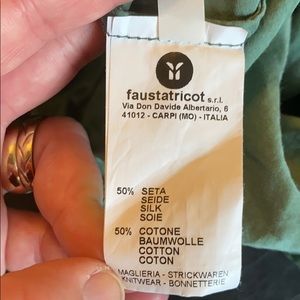 faustatricot s.r.l.
Via Don Davide Albertario, 6
41012 - CARPI (MO) - ITALIA
50% SETA
SEIDE
SILK
SOIE
50% COTONE
BAUMWOLLE
COTTON
COTON
MAGLIERIA - STRICKWAREN
KNITWEAR - BONNETTERIE